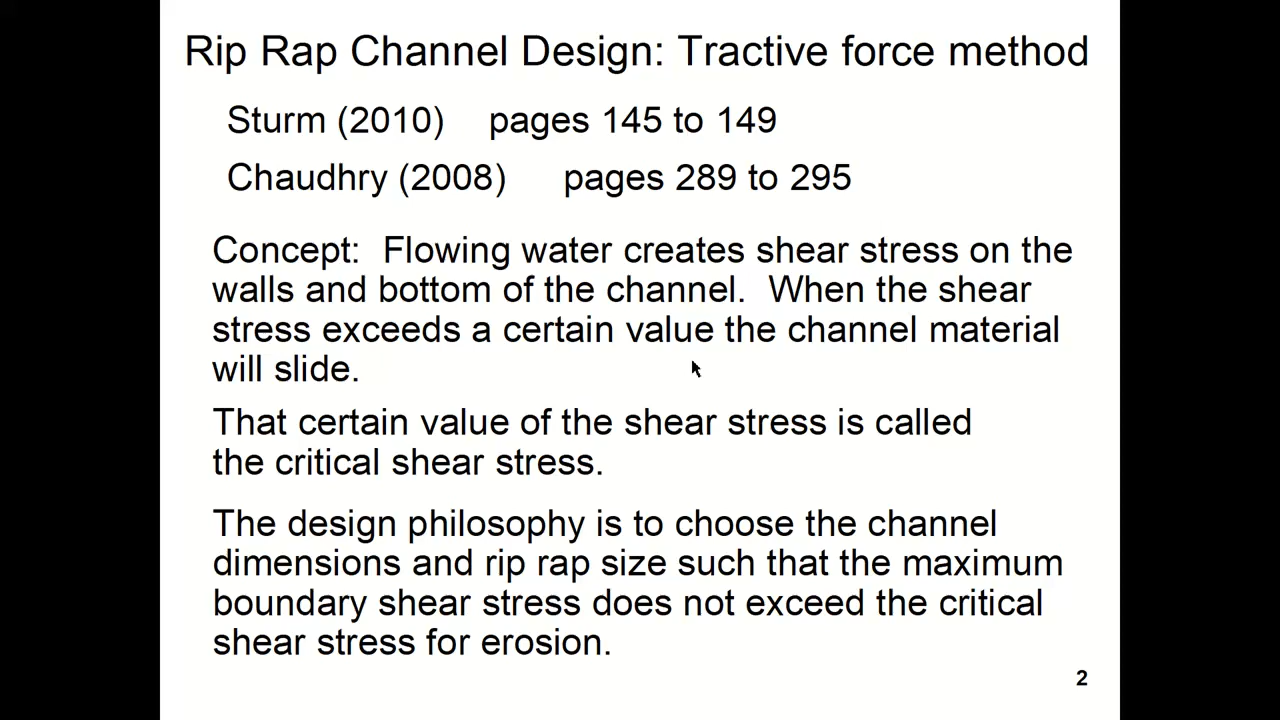 Rip Rap Channel Design: Tractive force method
Sturm (2010) pages 145 to 149
Chaudhry (2008) pages 289 to 295
Concept: Flowing water creates shear stress on the
walls and bottom of the channel. When the shear
stress exceeds a certain value the channel material
will slide.
That certain value of the shear stress is called
the critical shear stress.
The design philosophy is to choose the channel
dimensions and rip rap size such that the maximum
boundary shear stress does not exceed the critical
shear stress for erosion.
2